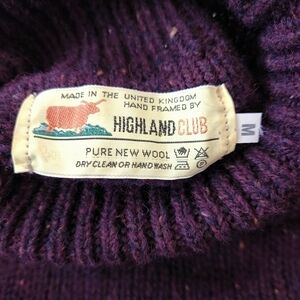 MADE IN THE UNITED KINGDOM
HAND FRAMED BY
HIGHLAND CLUB
PURE NEW WOOL
DRY CLEAN OR HAND WASH
M